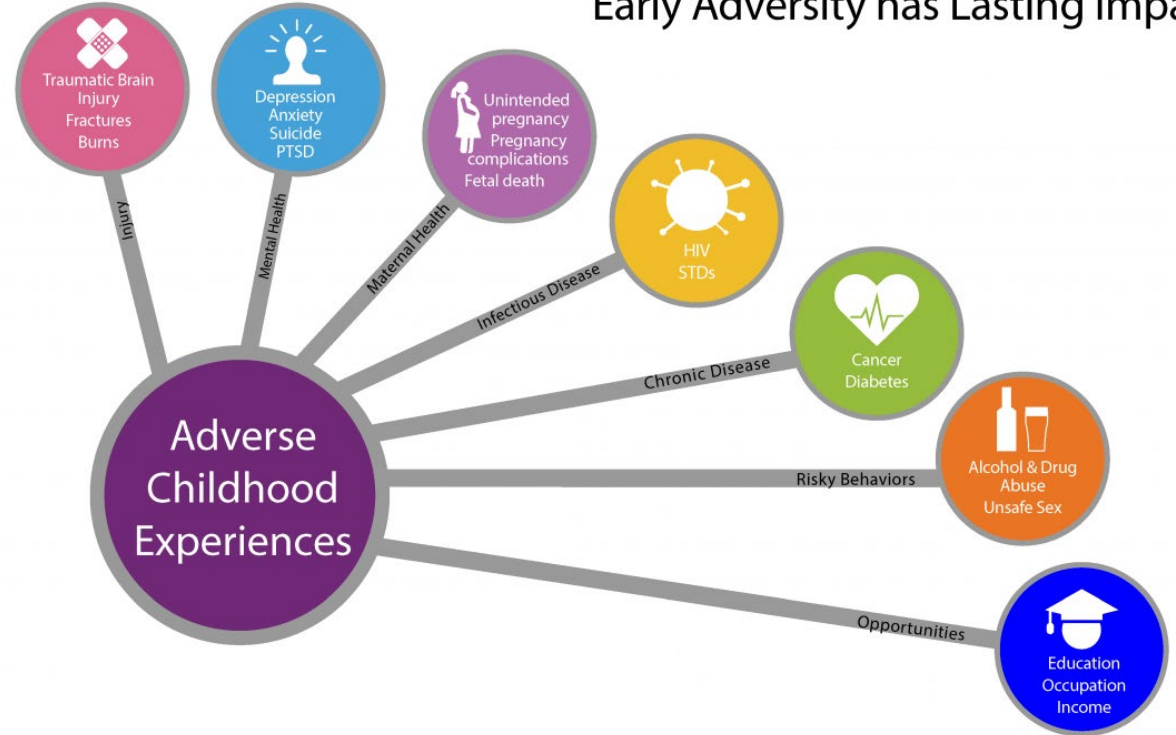 Early Adversity has Lasting Impa
Traumatic Brain
Injury
Fractures
Burns
Depression
Anxiety
Suicide
PTSD
Unintended
pregnancy
Pregnancy
complications
Fetal death
HIV
STDs
Cancer
Diabetes
Alcohol & Drug
Abuse
Unsafe Sex
Education
Occupation
Income
Injury
Mental Health
Maternal Health
Infectious Disease
Chronic Disease
Risky Behaviors
Opportunities
Adverse
Childhood
Experiences